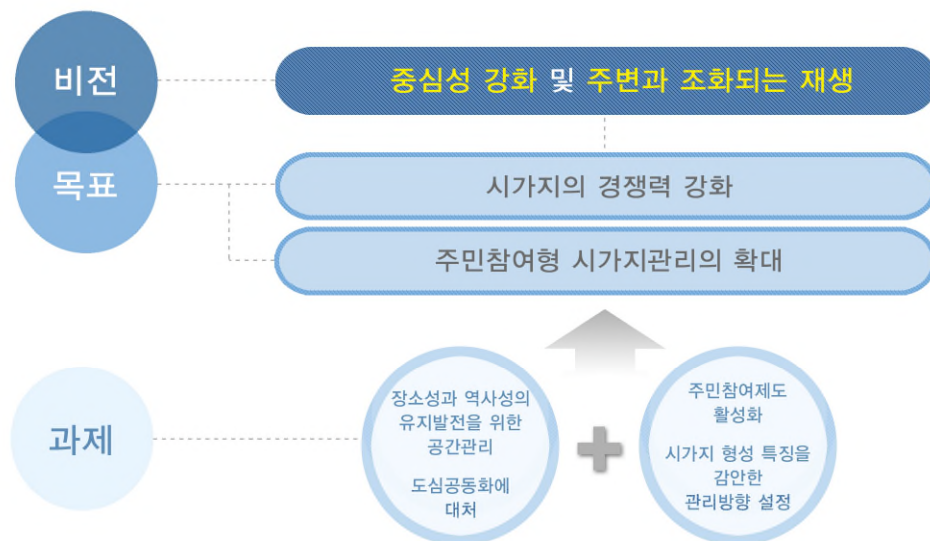 비전
중심성 강화 및 주변과 조화되는 재생
목표
시가지의 경쟁력 강화
주민참여형 시가지관리의 확대
과제
장소성과 역사성의
유지발전을 위한
공간관리
도심공동화에
대처
주민참여제도
활성화
시가지 형성 특징을
감안한
관리방향 설정